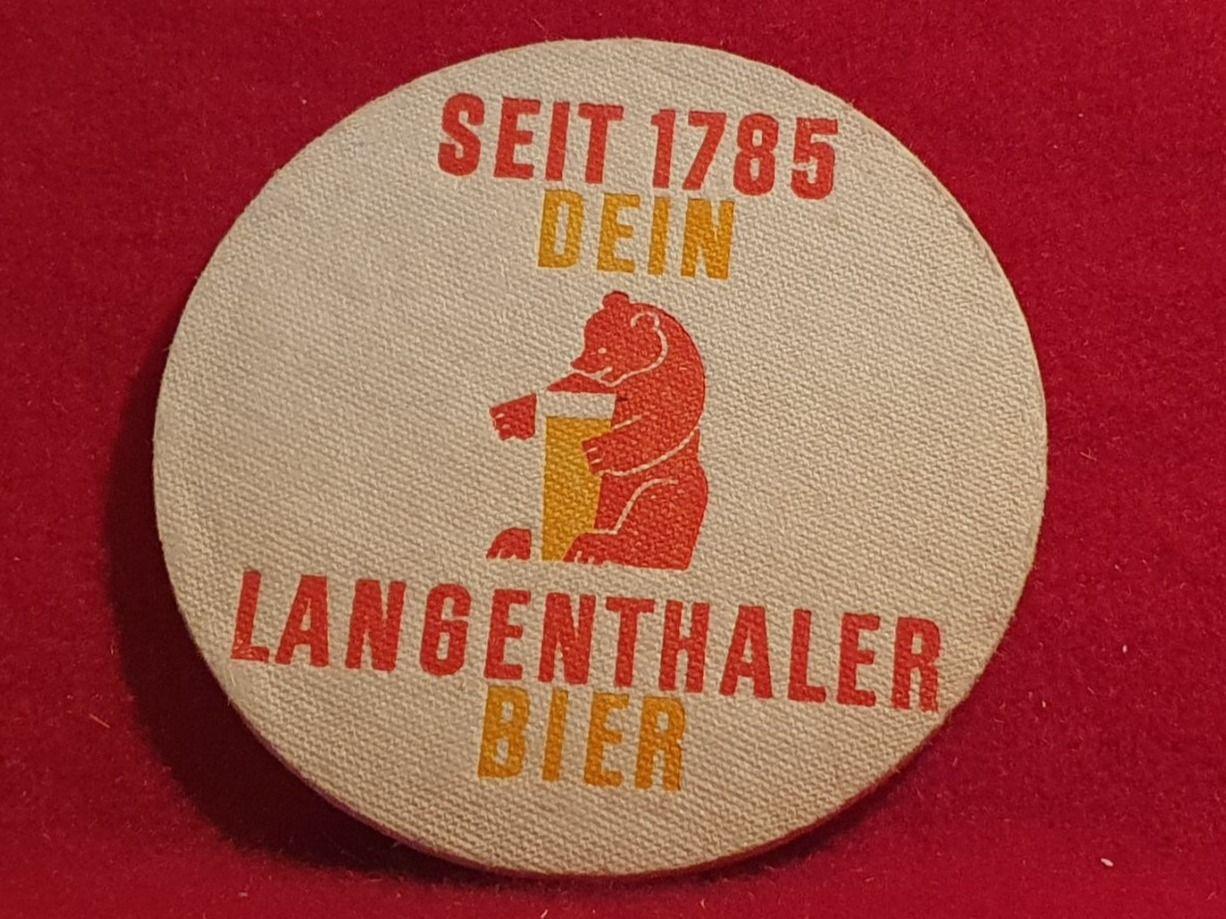 SEIT 1785
DEIN
LANGENTHALER
BIER